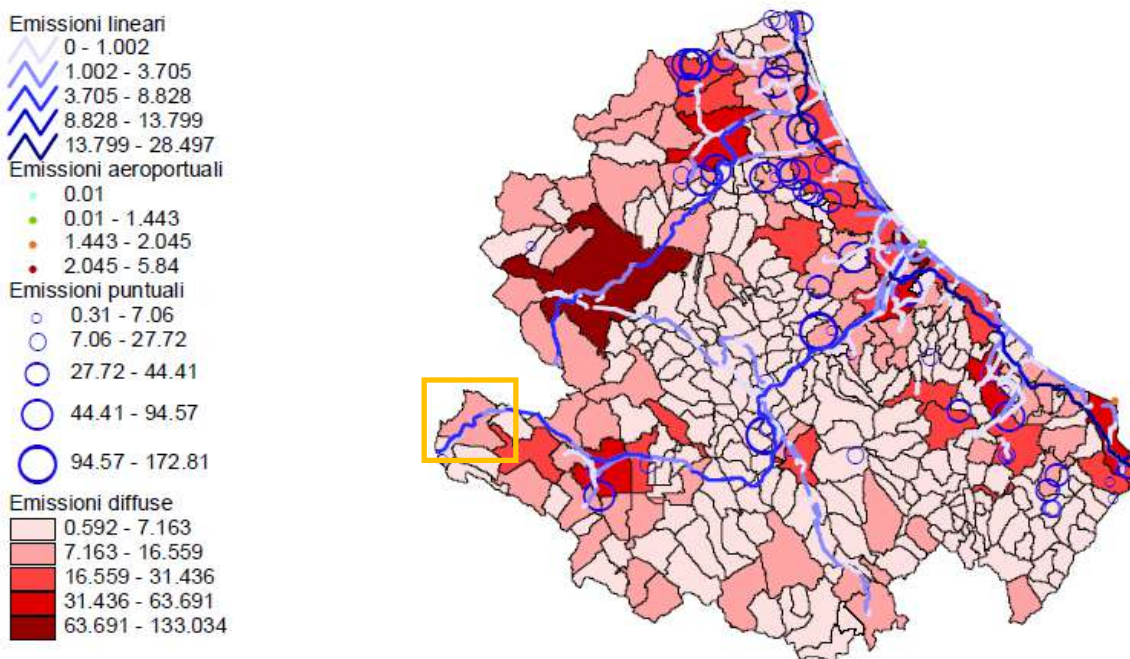 Emissioni lineari
0 - 1.002
1.002 - 3.705
3.705 - 8.828
8.828 - 13.799
13.799 - 28.497
Emissioni aeroportuali
0.01
0.01 - 1.443
1.443 - 2.045
2.045 - 5.84
Emissioni puntuali
0.31 - 7.06
7.06 - 27.72
27.72 - 44.41
44.41 - 94.57
94.57 - 172.81
Emissioni diffuse
0.592 - 7.163
7.163 - 16.559
16.559 - 31.436
31.436 - 63.691
63.691 - 133.034